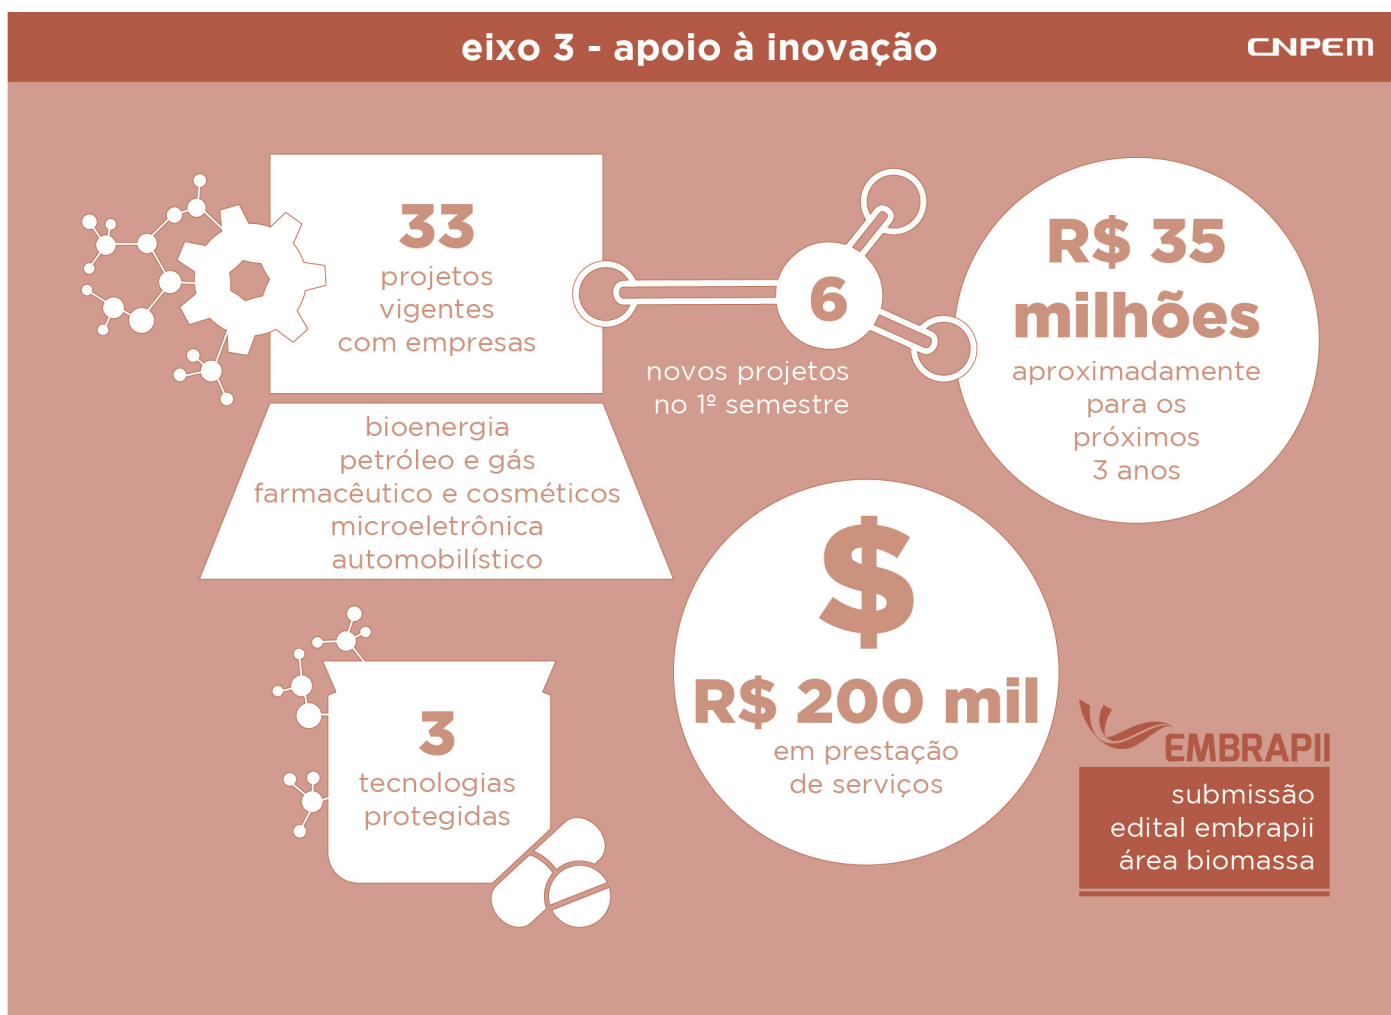 eixo 3 - apoio à inovação
CNPEM
33
projetos
vigentes
com empresas
bioenergia
petróleo e gás
farmacêutico e cosméticos
microeletrônica
automobilístico
6
novos projetos
no 1º semestre
R$ 35
milhões
aproximadamente
para os
próximos
3 anos
3
tecnologias
protegidas
$
R$ 200 mil
em prestação
de serviços
EMBRAPII
submissão
edital embrapii
área biomassa